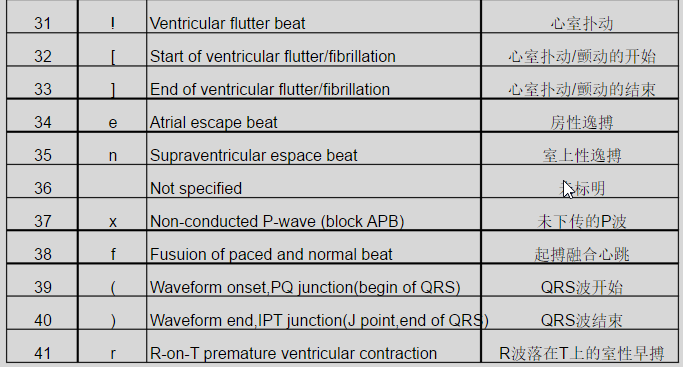 31 ! Ventricular flutter beat 心室扑动
32 [ Start of ventricular flutter/fibrillation 心室扑动/颤动的开始
33 ] End of ventricular flutter/fibrillation 心室扑动/颤动的结束
34 e Atrial escape beat 房性逸搏
35 n Supraventricular espace beat 室上性逸搏
36 Not specified 标明
37 x Non-conducted P-wave (block APB) 未下传的P波
38 f Fusuion of paced and normal beat 起搏融合心跳
39 ( Waveform onset,PQ junction(begin of QRS) QRS波开始
40 ) Waveform end,IPT junction(J point,end of QRS) QRS波结束
41 r R-on-T premature ventricular contraction R波落在T上的室性早搏